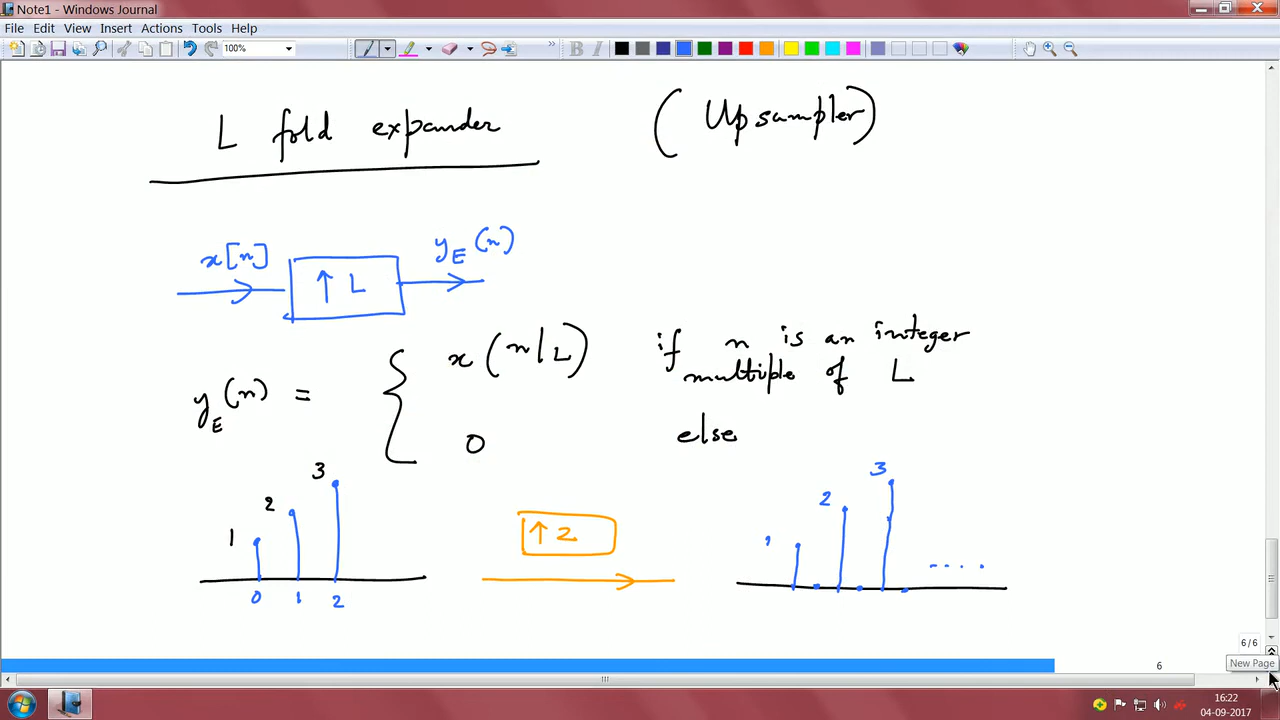 Note1 - Windows Journal
File Edit View Insert Actions Tools Help
100%
L fold expander (Upsampler)
x[n] ↑ L y_E(n)
y_E(n) = { x(n/L) if n is an integer multiple of L
0 else
1 2 3
0 1 2
↑ 2
1 2 3 ....
6/6
6
New Page
16:22
04-09-2017